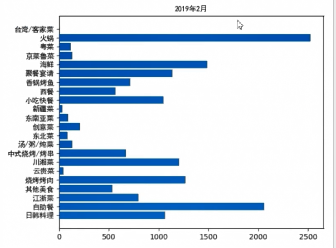 2019年2月
台湾/客家菜
火锅
粤菜
京菜鲁菜
海鲜
聚餐宴请
香锅烤鱼
西餐
小吃快餐
新疆菜
东南亚菜
创意菜
东北菜
汤/粥/炖菜
中式烧烤/烤串
川湘菜
云贵菜
烧烤烤肉
其他美食
江浙菜
自助餐
日韩料理
0
500
1000
1500
2000
2500